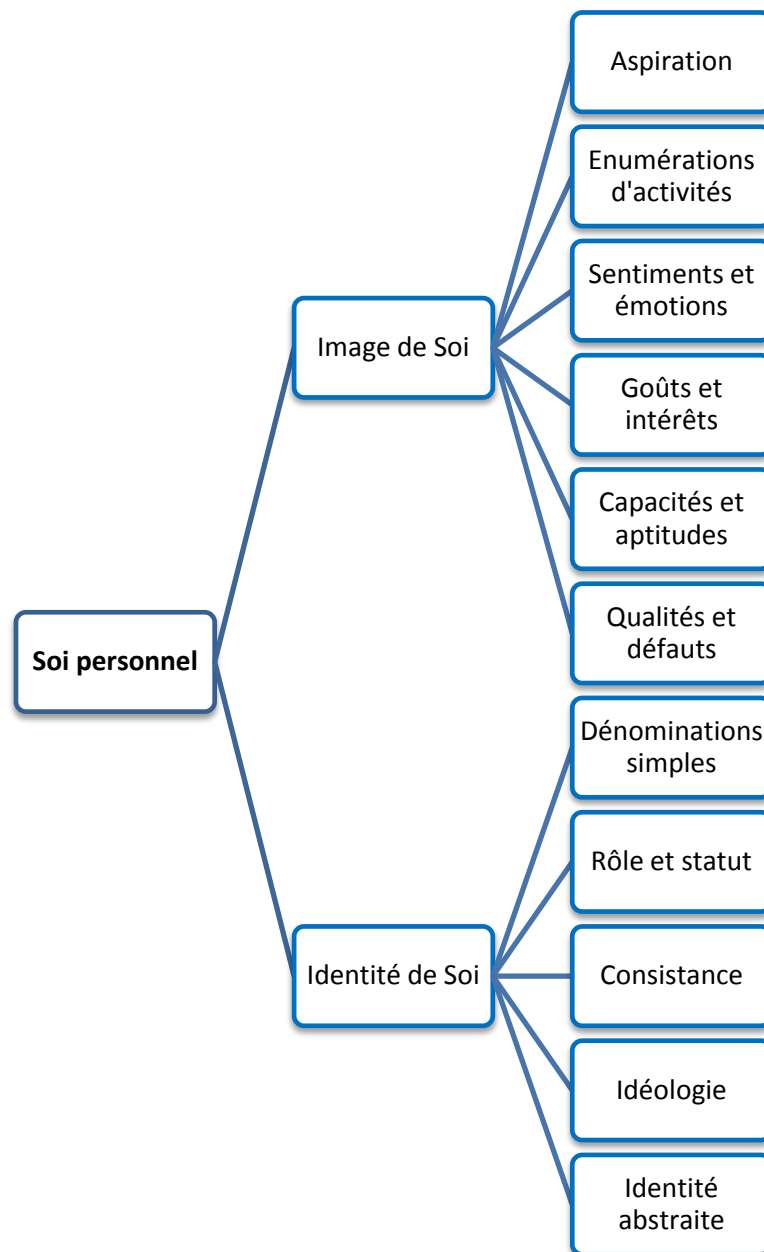 Aspiration
Enumérations
d'activités
Sentiments et
émotions
Image de Soi
Goûts et
intérêts
Capacités et
aptitudes
Qualités et
défauts
Soi personnel
Dénominations
simples
Rôle et statut
Identité de Soi
Consistance
Idéologie
Identité
abstraite